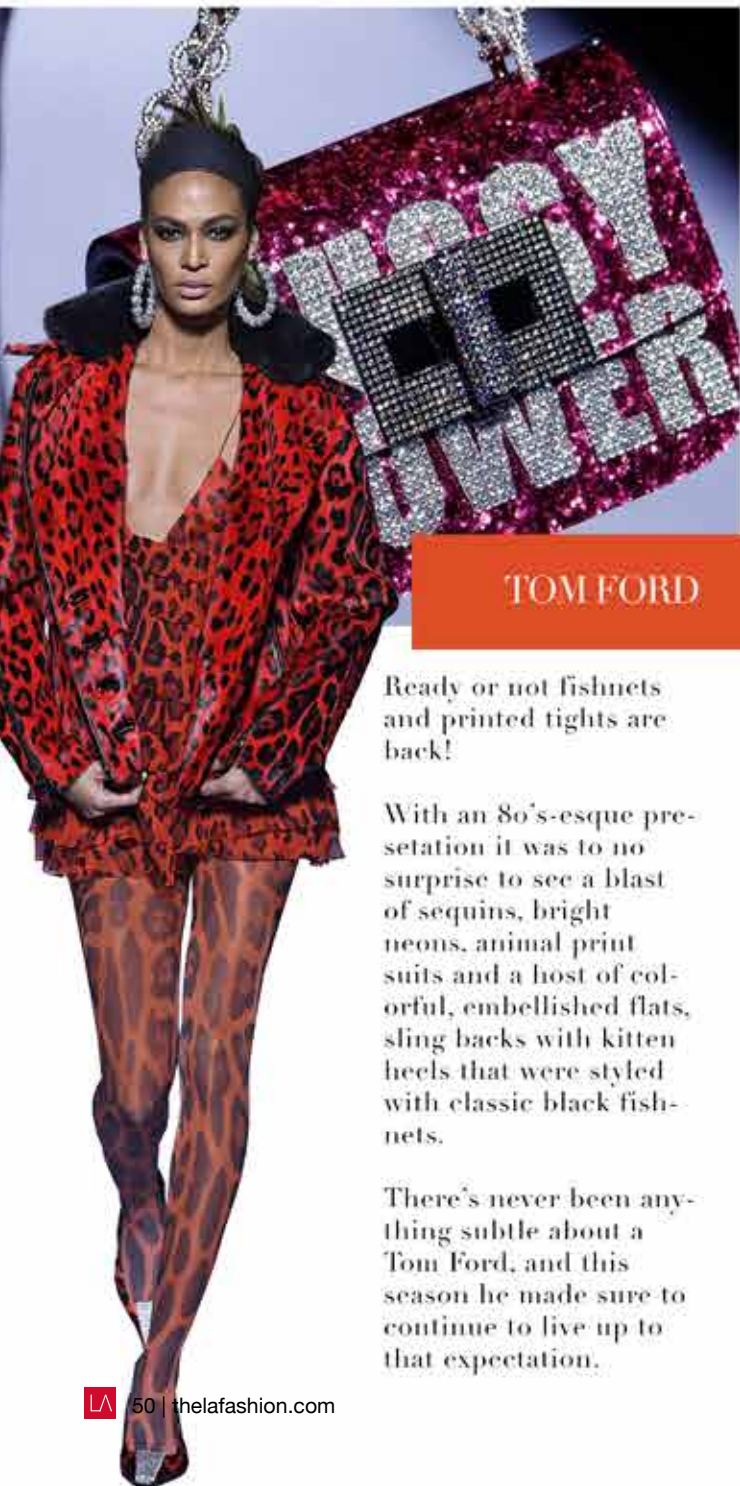 TOM FORD
Ready or not fishnets
and printed tights are
back!
With an 80's-esque pre-
setation it was to no
surprise to see a blast
of sequins, bright
neons, animal print
suits and a host of col-
orful, embellished flats,
sling backs with kitten
heels that were styled
with classic black fish-
nets.
There's never been any-
thing subtle about a
Tom Ford, and this
season he made sure to
continue to live up to
that expectation.
LA 50 | thelafashion.com